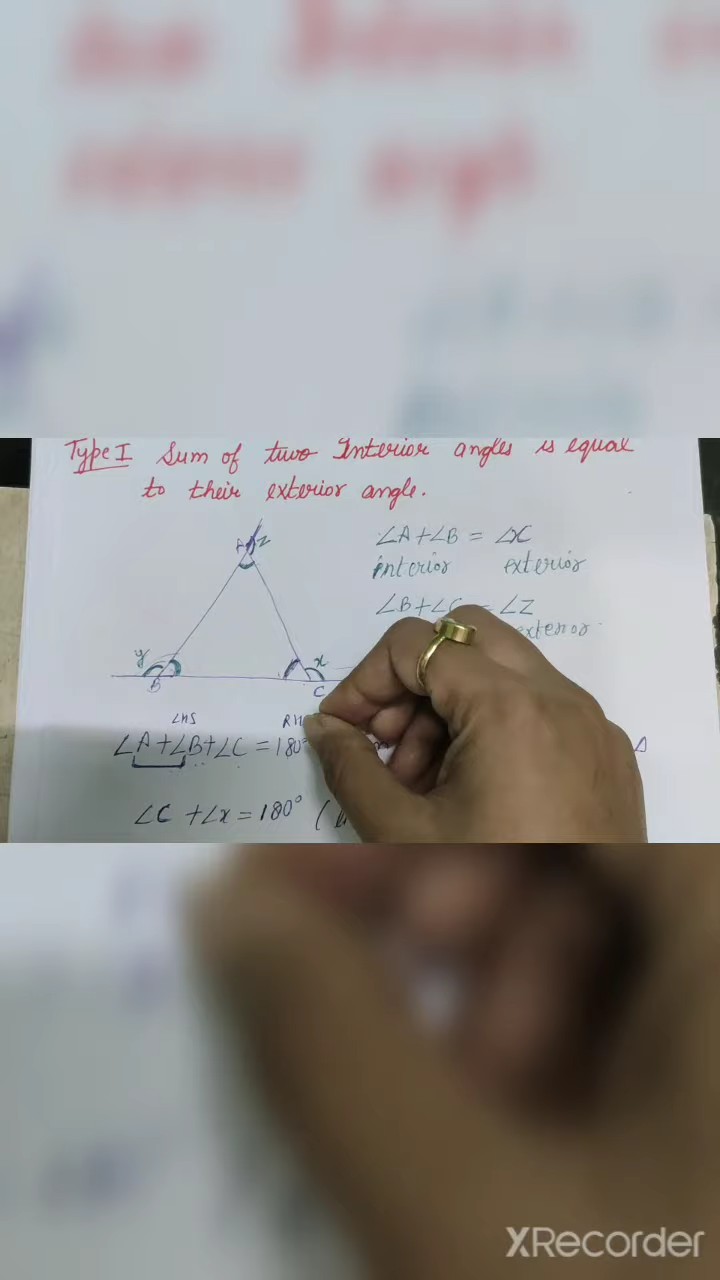 Type I Sum of two Interior angles is equal
to their exterior angle.
∠A+∠B = ∠X
interior exterior
∠B+∠C = ∠Z
exterior
A Z
y
B
x
C
LHS
∠A+∠B+∠C = 180°
∠C +∠x = 180° (
XRecorder